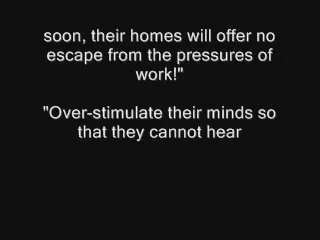 soon, their homes will offer no
escape from the pressures of
work!"
"Over-stimulate their minds so
that they cannot hear